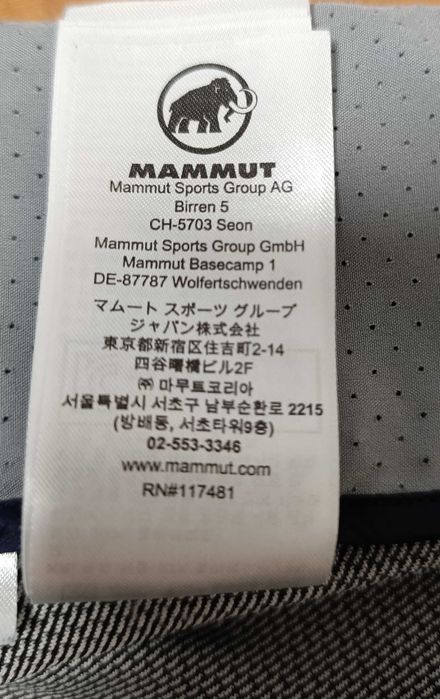 MAMMUT
Mammut Sports Group AG
Birren 5
CH-5703 Seon
Mammut Sports Group GmbH
Mammut Basecamp 1
DE-87787 Wolfertschwenden
マムート スポーツ グループ
ジャパン株式会社
東京都新宿区住吉町2-14
四谷曙橋ビル2F
㈜ 마무트코리아
서울특별시 서초구 남부순환로 2215
(방배동, 서초타워9층)
02-553-3346
www.mammut.com
RN#117481